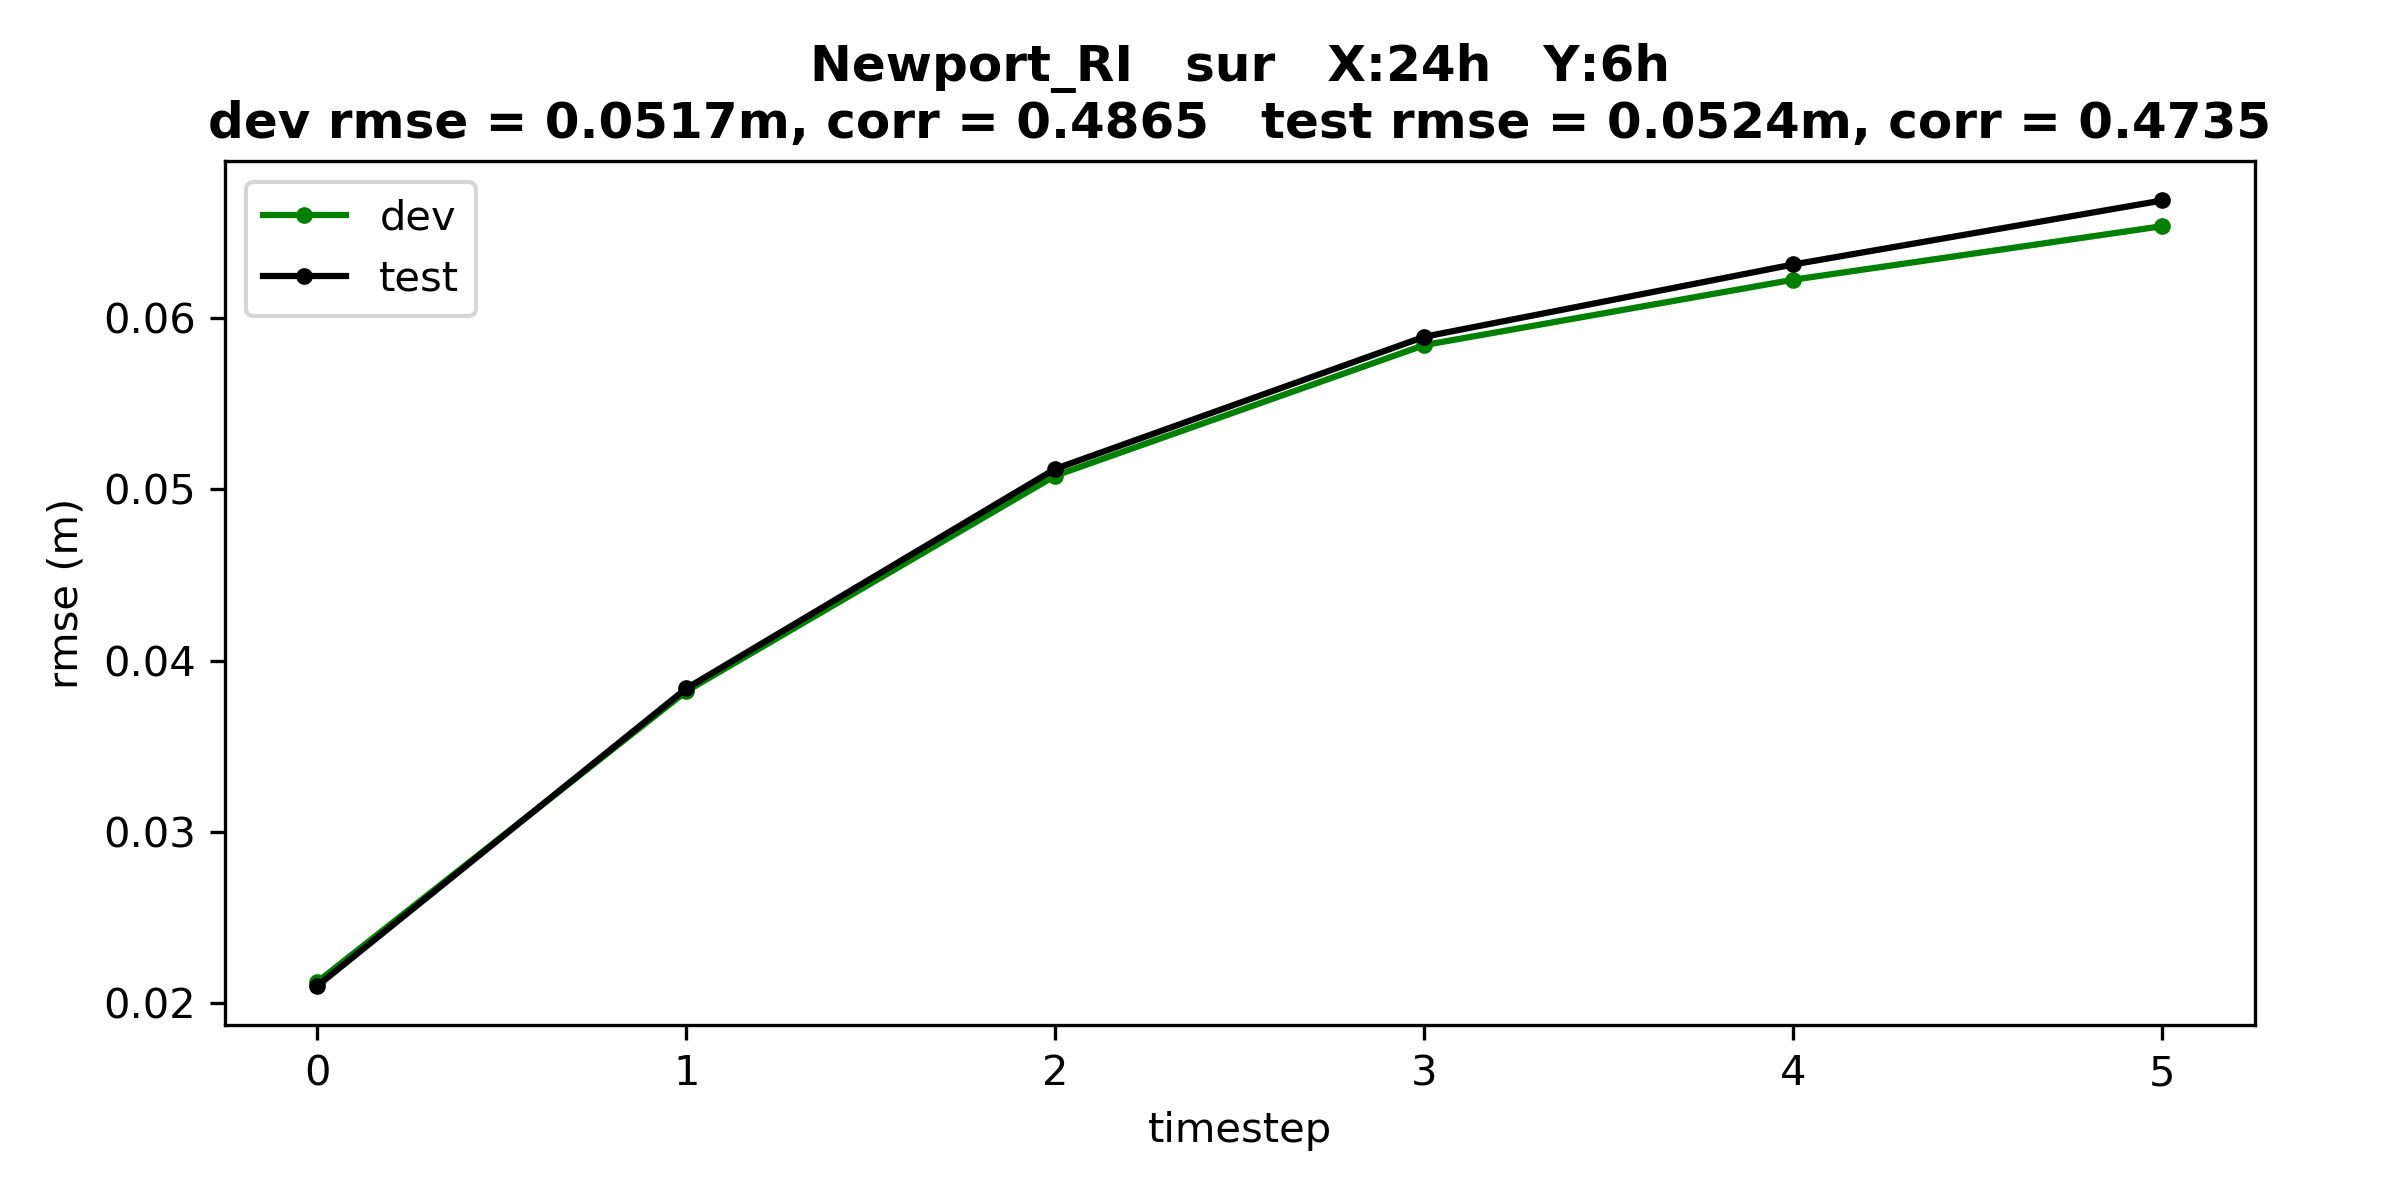 Newport_RI   sur   X:24h   Y:6h
dev rmse = 0.0517m, corr = 0.4865   test rmse = 0.0524m, corr = 0.4735
dev
test
0.06
0.05
0.04
0.03
0.02
rmse (m)
0 1 2 3 4 5
timestep